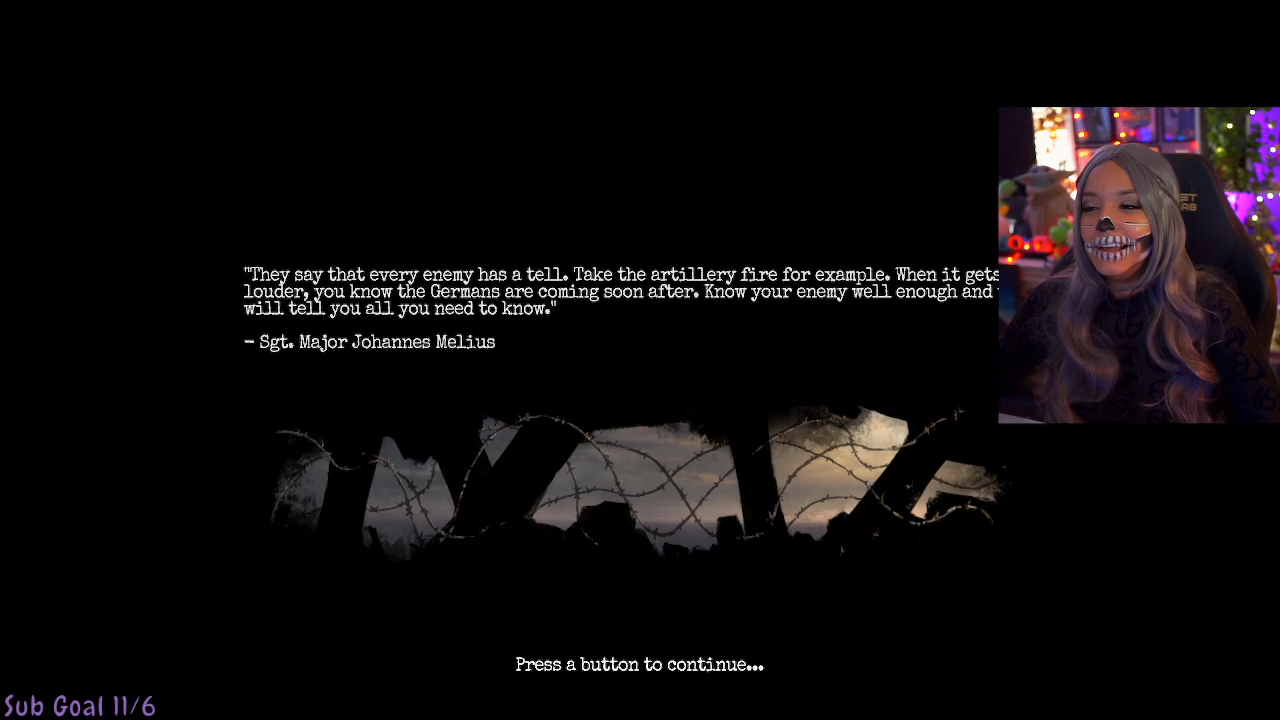 "They say that every enemy has a tell. Take the artillery fire for example. When it gets
louder, you know the Germans are coming soon after. Know your enemy well enough and
will tell you all you need to know."
- Sgt. Major Johannes Melius
Press a button to continue...
Sub Goal 11/6